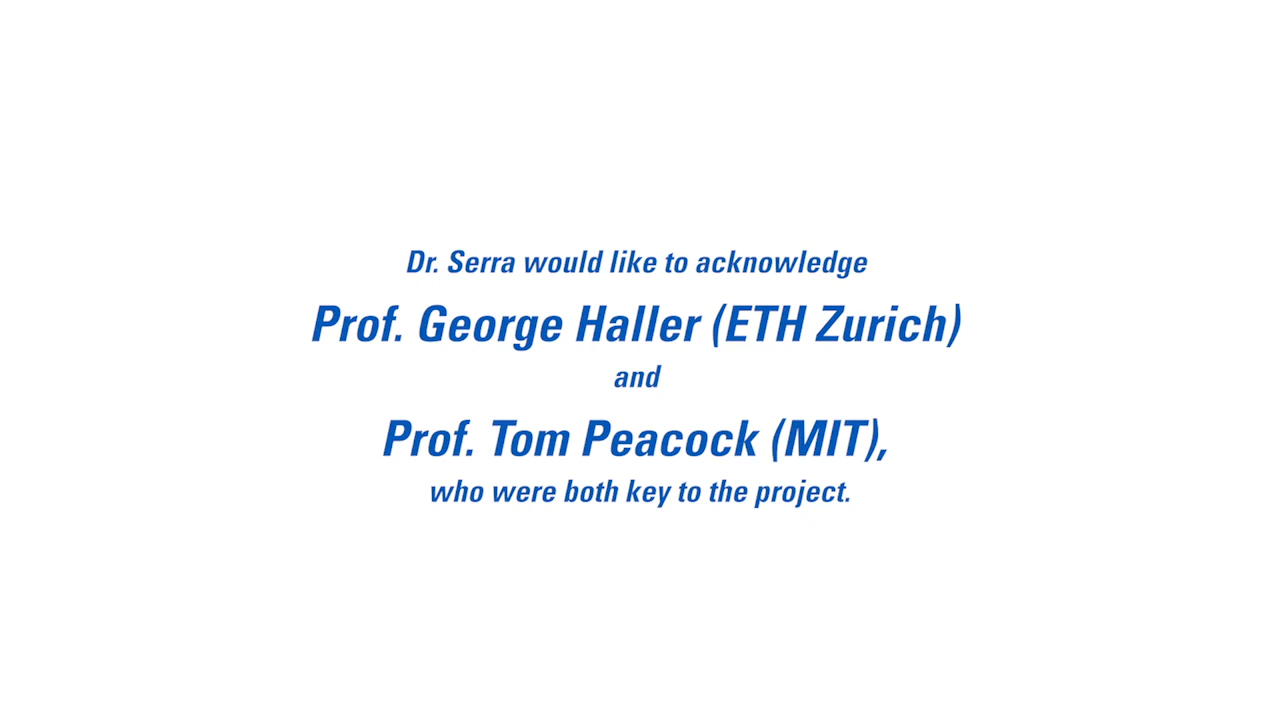 Dr. Serra would like to acknowledge
Prof. George Haller (ETH Zurich)
and
Prof. Tom Peacock (MIT),
who were both key to the project.